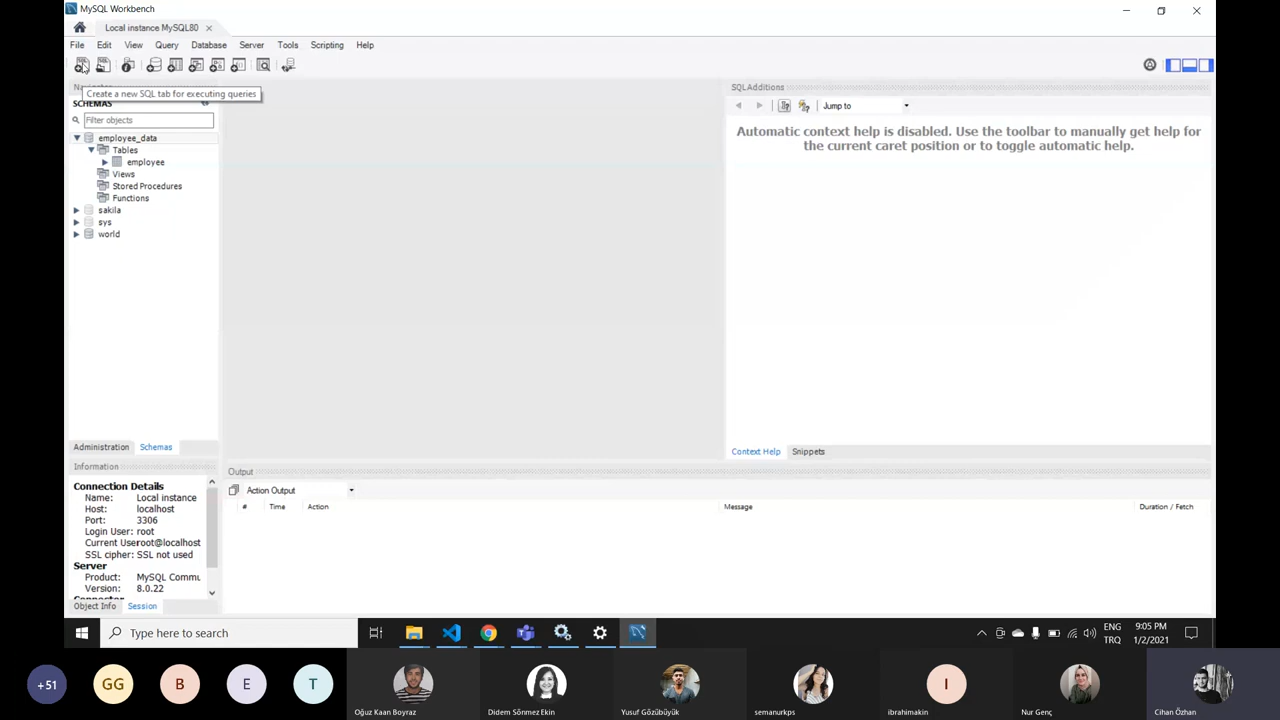 MySQL Workbench
Local instance MySQL80
File Edit View Query Database Server Tools Scripting Help
Create a new SQL tab for executing queries
SCHEMAS
Filter objects
employee_data
Tables
employee
Views
Stored Procedures
Functions
sakila
sys
world
Administration Schemas
Information
Connection Details
Name: Local instance
Host: localhost
Port: 3306
Login User: root
Current User root@localhost
SSL cipher: SSL not used
Server
Product: MySQL Commu
Version: 8.0.22
Object Info Session
SQLAdditions
Jump to
Automatic context help is disabled. Use the toolbar to manually get help for
the current caret position or to toggle automatic help.
Context Help Snippets
Output
Action Output
# Time Action Message Duration / Fetch
Type here to search
ENG
TRQ
9:05 PM
1/2/2021
+51
GG
B
E
T
I
Oğuz Kaan Boyraz
Didem Sönmez Ekin
Yusuf Gözübüyük
semanurkps
ibrahimakin
Nur Genç
Cihan Özhan